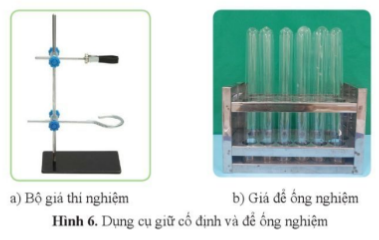 a) Bộ giá thí nghiệm
b) Giá để ống nghiệm
Hình 6. Dụng cụ giữ cố định và để ống nghiệm